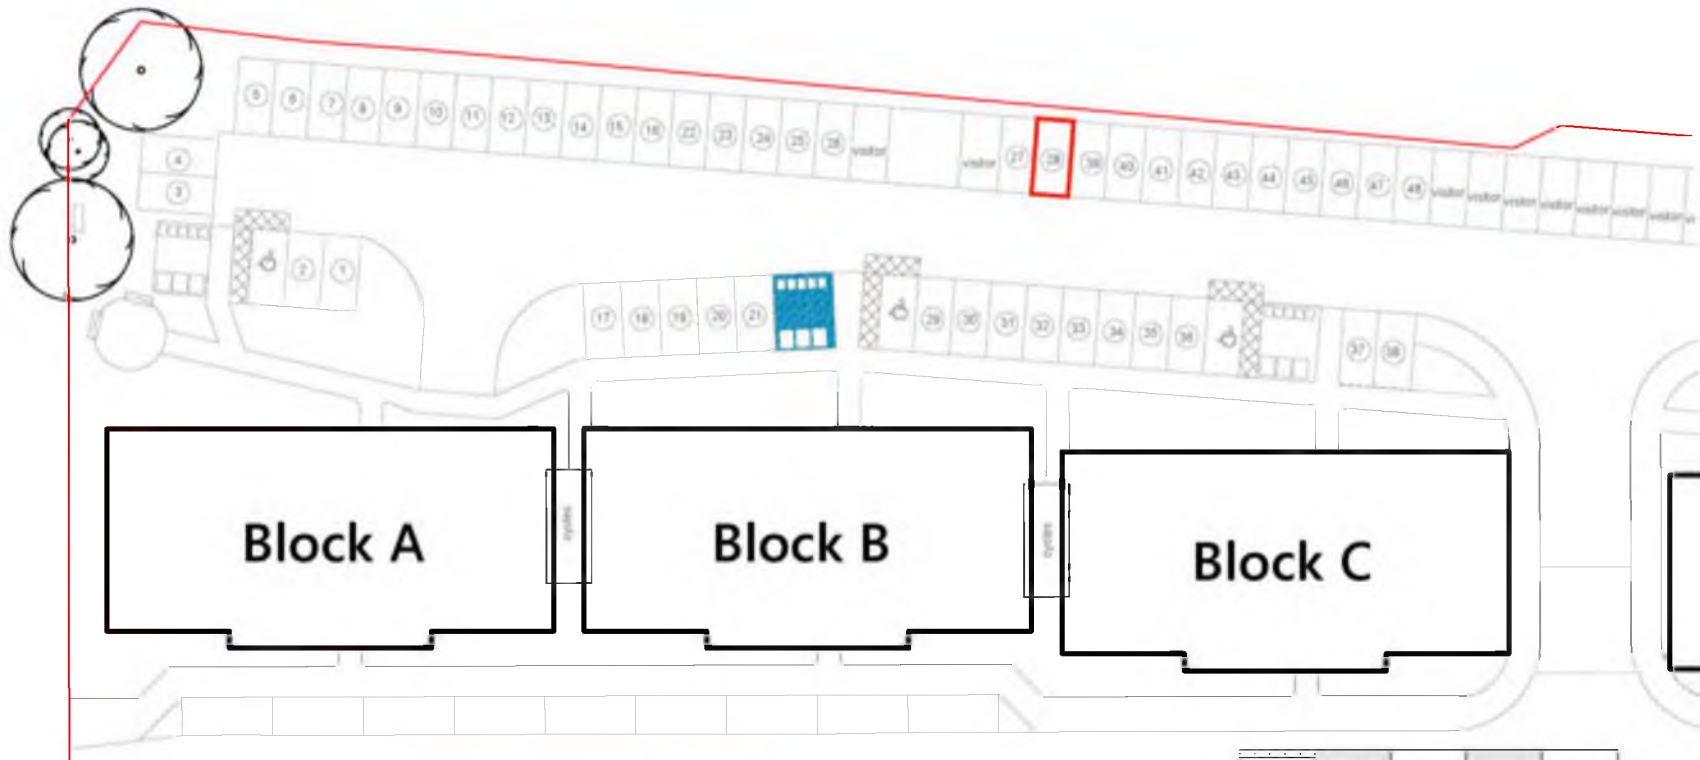 5 6 7 8 9 10 11 12 13 14 15 16 22 23 24 25 26 visitor
visitor 27 28 39 40 41 42 43 44 45 46 47 48 visitor visitor visitor visitor visitor visitor visitor
4
3
2 1
17 18 19 20 21
29 30 31 32 33 34 35 36
37 38
cycles
cycles
Block A
Block B
Block C